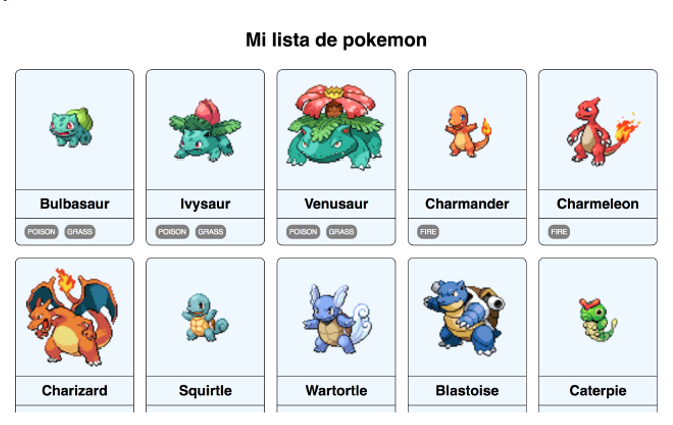 Mi lista de pokemon
Bulbasaur Ivysaur Venusaur Charmander Charmeleon
POISON GRASS POISON GRASS POISON GRASS FIRE FIRE
Charizard Squirtle Wartortle Blastoise Caterpie